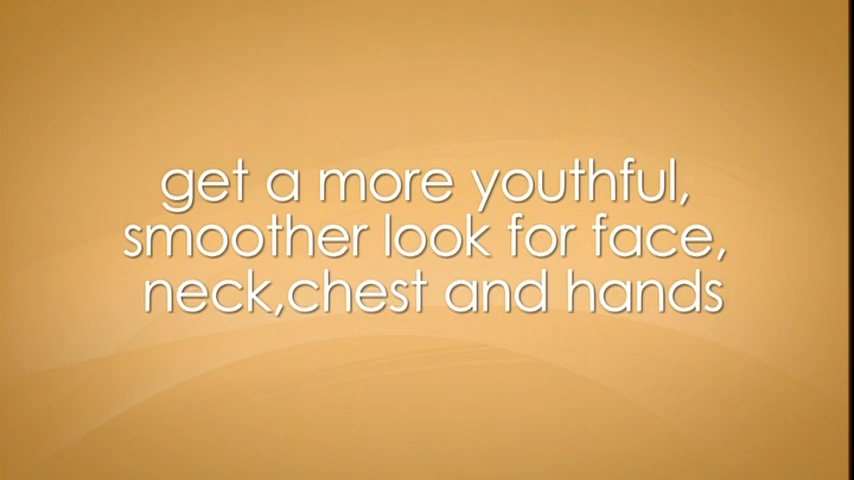 get a more youthful,
smoother look for face,
neck,chest and hands